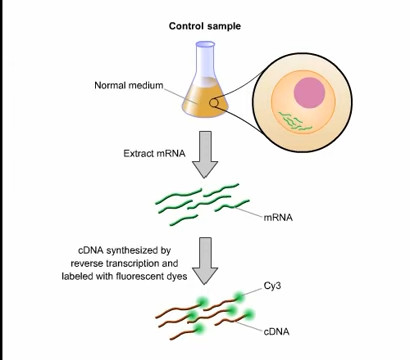 Control sample
Normal medium
Extract mRNA
mRNA
cDNA synthesized by
reverse transcription and
labeled with fluorescent dyes
Cy3
cDNA